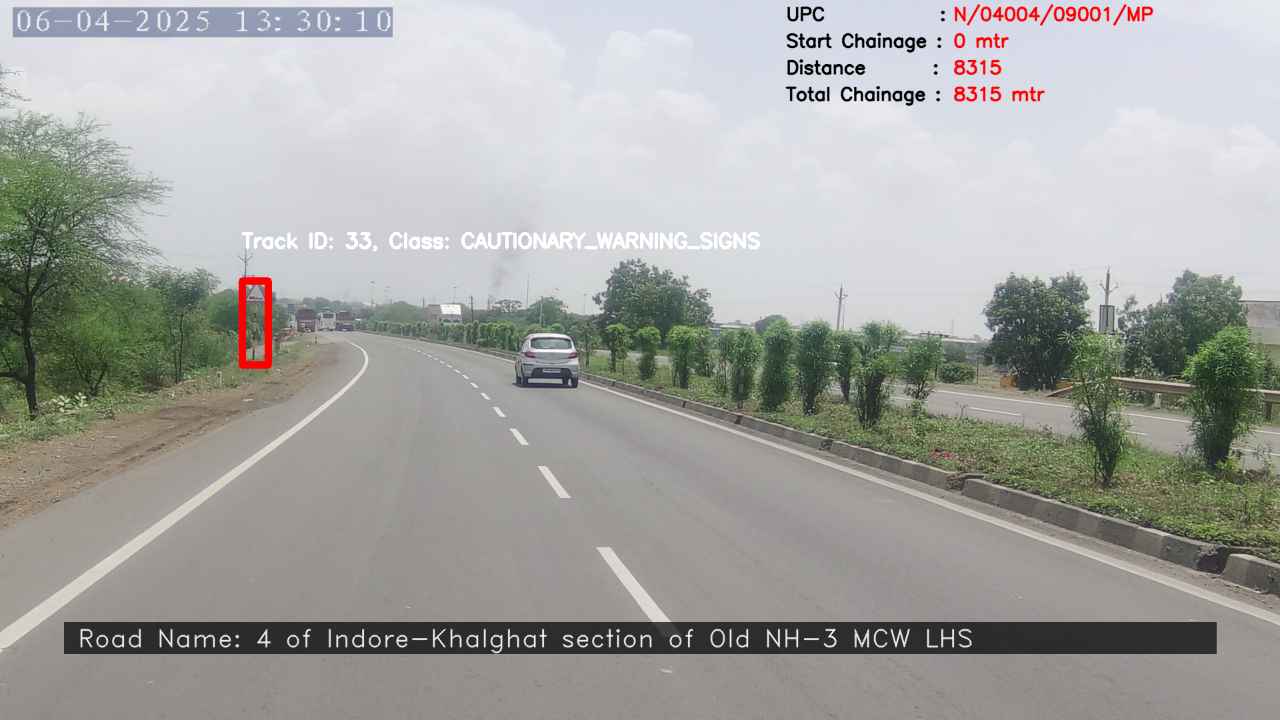 06-04-2025 13:30:10
UPC : N/04004/09001/MP
Start Chainage : 0 mtr
Distance : 8315
Total Chainage : 8315 mtr
Track ID: 33, Class: CAUTIONARY_WARNING_SIGNS
Road Name: 4 of Indore-Khalghat section of Old NH-3 MCW LHS